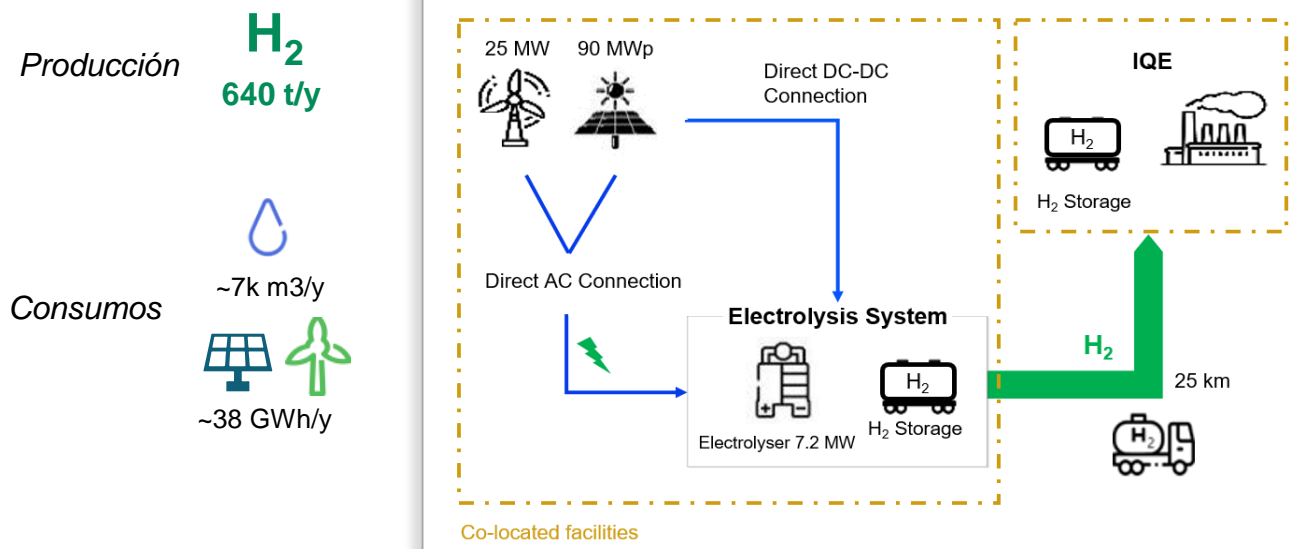 Producción
H₂
640 t/y
Consumos
~7k m3/y
~38 GWh/y
25 MW
90 MWp
Direct DC-DC
Connection
Direct AC Connection
Electrolysis System
Electrolyser 7.2 MW
H₂
H₂ Storage
Co-located facilities
IQE
H₂
H₂ Storage
H₂
25 km
H₂